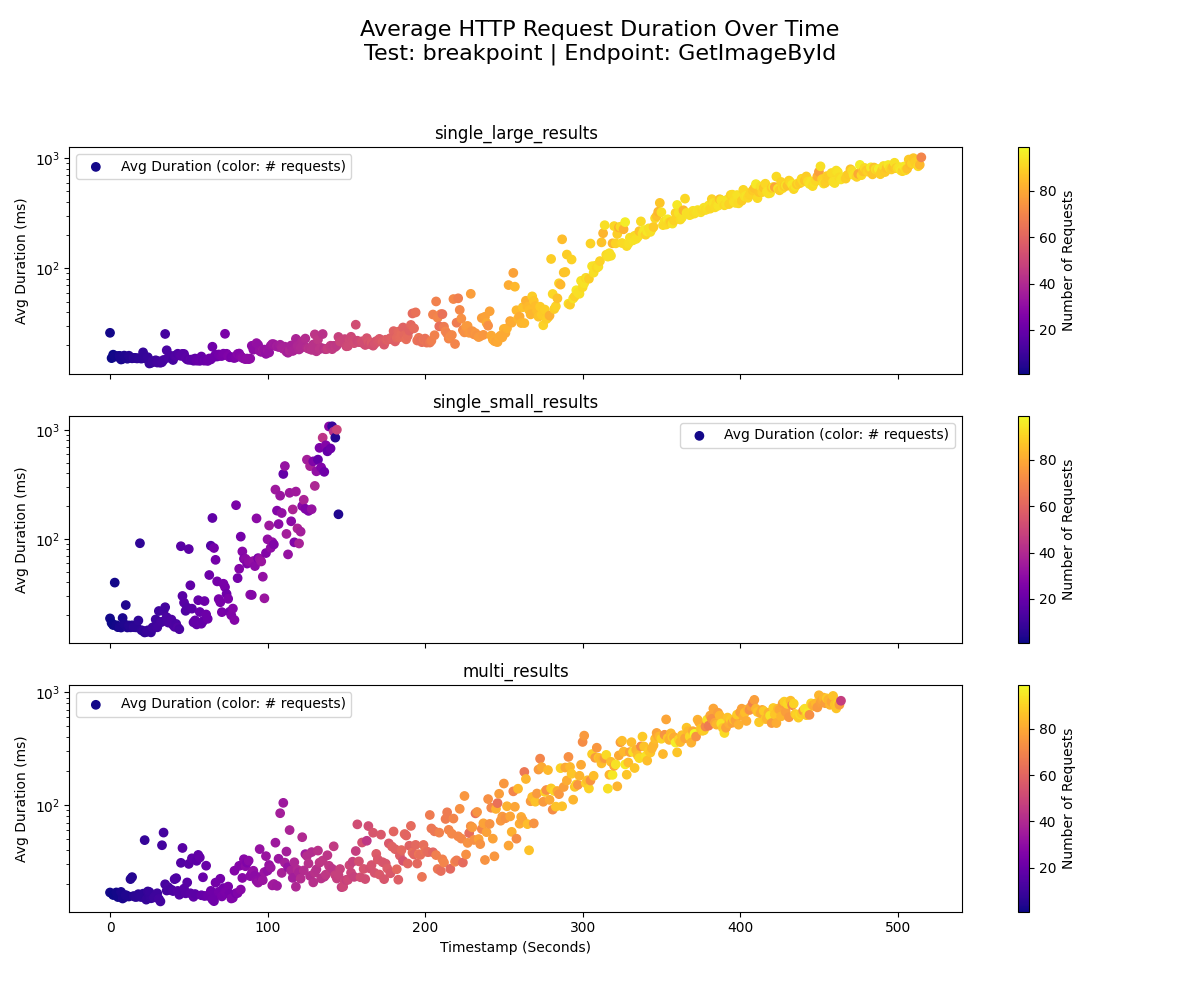 Average HTTP Request Duration Over Time
Test: breakpoint | Endpoint: GetImageById
single_large_results
Avg Duration (color: # requests)
10³
10²
Avg Duration (ms)
80
60
40
20
Number of Requests
single_small_results
Avg Duration (color: # requests)
10³
10²
Avg Duration (ms)
80
60
40
20
Number of Requests
multi_results
Avg Duration (color: # requests)
10³
10²
Avg Duration (ms)
80
60
40
20
Number of Requests
0 100 200 300 400 500
Timestamp (Seconds)